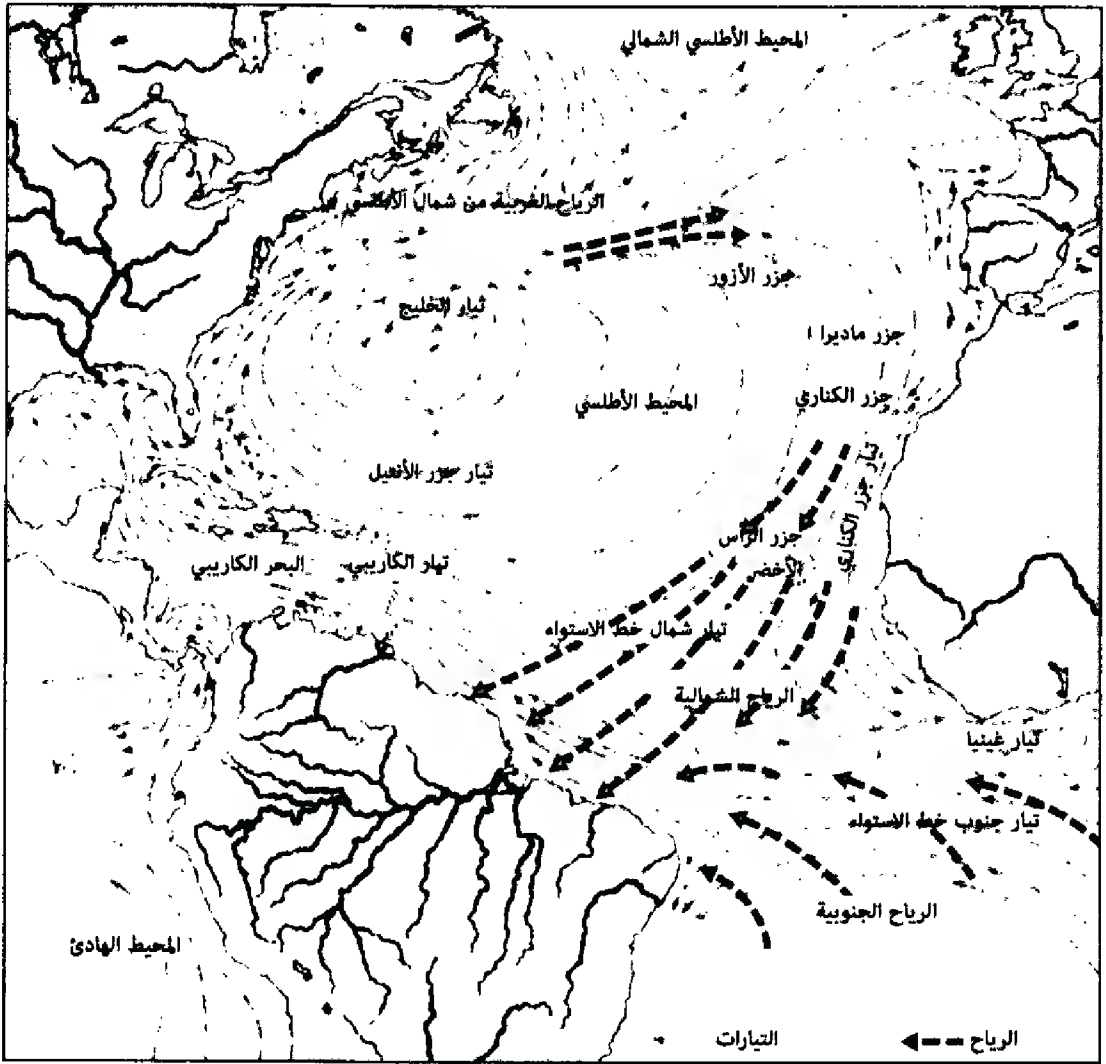 المحيط الأطلسي الشمالي
الرياح الغربية من شمال الأطلسي
جزر الأزور
تيار الخليج
جزر ماديرا
جزر الكناري
المحيط الأطلسي
تيار جزر الكناري
تيار جزر الأنتيل
جزر الرأس
الأخضر
تيار الكاريبي
البحر الكاريبي
تيار شمال خط الاستواء
الرياح الشمالية
تيار غينيا
تيار جنوب خط الاستواء
الرياح الجنوبية
المحيط الهادئ
الرياح
التيارات